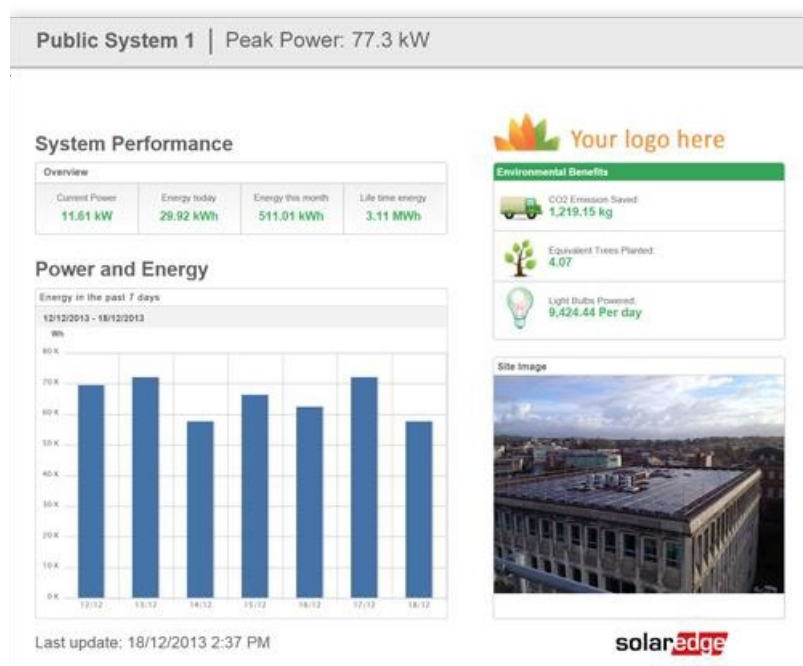 Public System 1 | Peak Power: 77.3 kW
System Performance
Overview
Current Power
11.61 kW
Energy today
29.92 kWh
Energy this month
511.01 kWh
Life time energy
3.11 MWh
Power and Energy
Energy in the past 7 days
12/12/2013 - 18/12/2013
Wh
80 K
70 K
60 K
50 K
40 K
30 K
20 K
10 K
0 K
12/12 13/12 14/12 15/12 16/12 17/12 18/12
Last update: 18/12/2013 2:37 PM
Your logo here
Environmental Benefits
CO2 Emission Saved:
1,219.15 kg
Equivalent Trees Planted:
4.07
Light Bulbs Powered:
9,424.44 Per day
Site Image
solaredge